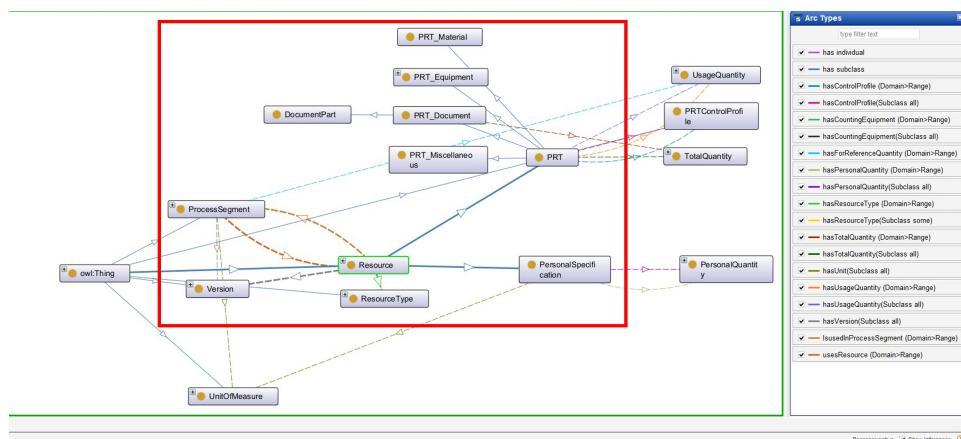 PRT_Material
PRT_Equipment
UsageQuantity
DocumentPart
PRT_Document
PRTControlProfi
le
PRT_Miscellaneo
us
PRT
TotalQuantity
ProcessSegment
owl:Thing
Resource
PersonalSpecifi
cation
PersonalQuantit
y
Version
ResourceType
UnitOfMeasure
Arc Types
type filter text
has individual
has subclass
hasControlProfile (Domain>Range)
hasControlProfile(Subclass all)
hasCountingEquipment (Domain>Range)
hasCountingEquipment(Subclass all)
hasForReferenceQuantity (Domain>Range)
hasPersonalQuantity (Domain>Range)
hasPersonalQuantity(Subclass all)
hasResourceType (Domain>Range)
hasResourceType(Subclass some)
hasTotalQuantity (Domain>Range)
hasTotalQuantity(Subclass all)
hasUnit(Subclass all)
hasUsageQuantity (Domain>Range)
hasUsageQuantity(Subclass all)
hasVersion(Subclass all)
IsusedInProcessSegment (Domain>Range)
usesResource (Domain>Range)